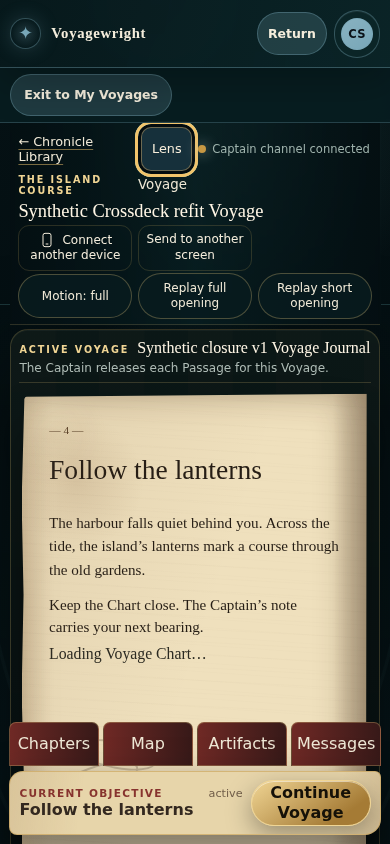 Voyagewright
Return
CS
Exit to My Voyages
← Chronicle
Library
Lens
Captain channel connected
THE ISLAND
COURSE
Voyage
Synthetic Crossdeck refit Voyage
Connect
another device
Send to another
screen
Motion: full
Replay full
opening
Replay short
opening
ACTIVE VOYAGE Synthetic closure v1 Voyage Journal
The Captain releases each Passage for this Voyage.
— 4 —
Follow the lanterns
The harbour falls quiet behind you. Across the
tide, the island’s lanterns mark a course through
the old gardens.
Keep the Chart close. The Captain’s note
carries your next bearing.
Loading Voyage Chart…
Chapters
Map
Artifacts
Messages
CURRENT OBJECTIVE
Follow the lanterns
active
Continue
Voyage